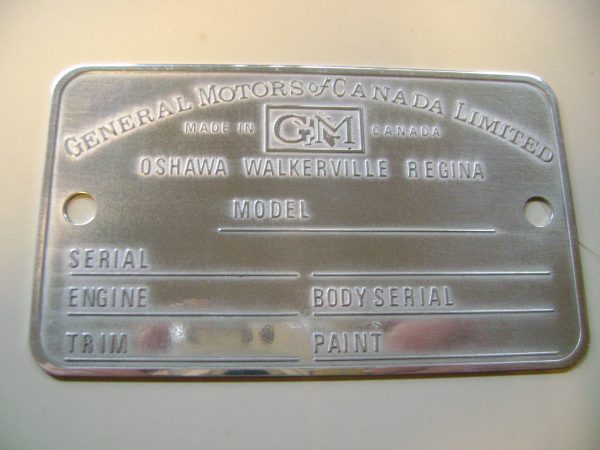 GENERAL MOTORS of CANADA LIMITED
MADE IN GM CANADA
OSHAWA WALKERVILLE REGINA
MODEL
SERIAL
ENGINE BODY SERIAL
TRIM PAINT